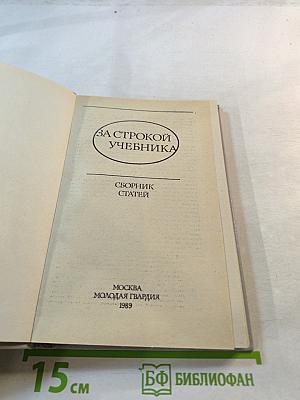 ЗА СТРОКОЙ
УЧЕБНИКА
СБОРНИК
СТАТЕЙ
МОСКВА
МОЛОДАЯ ГВАРДИЯ
1989
15 см
БФ БИБЛИОФАН